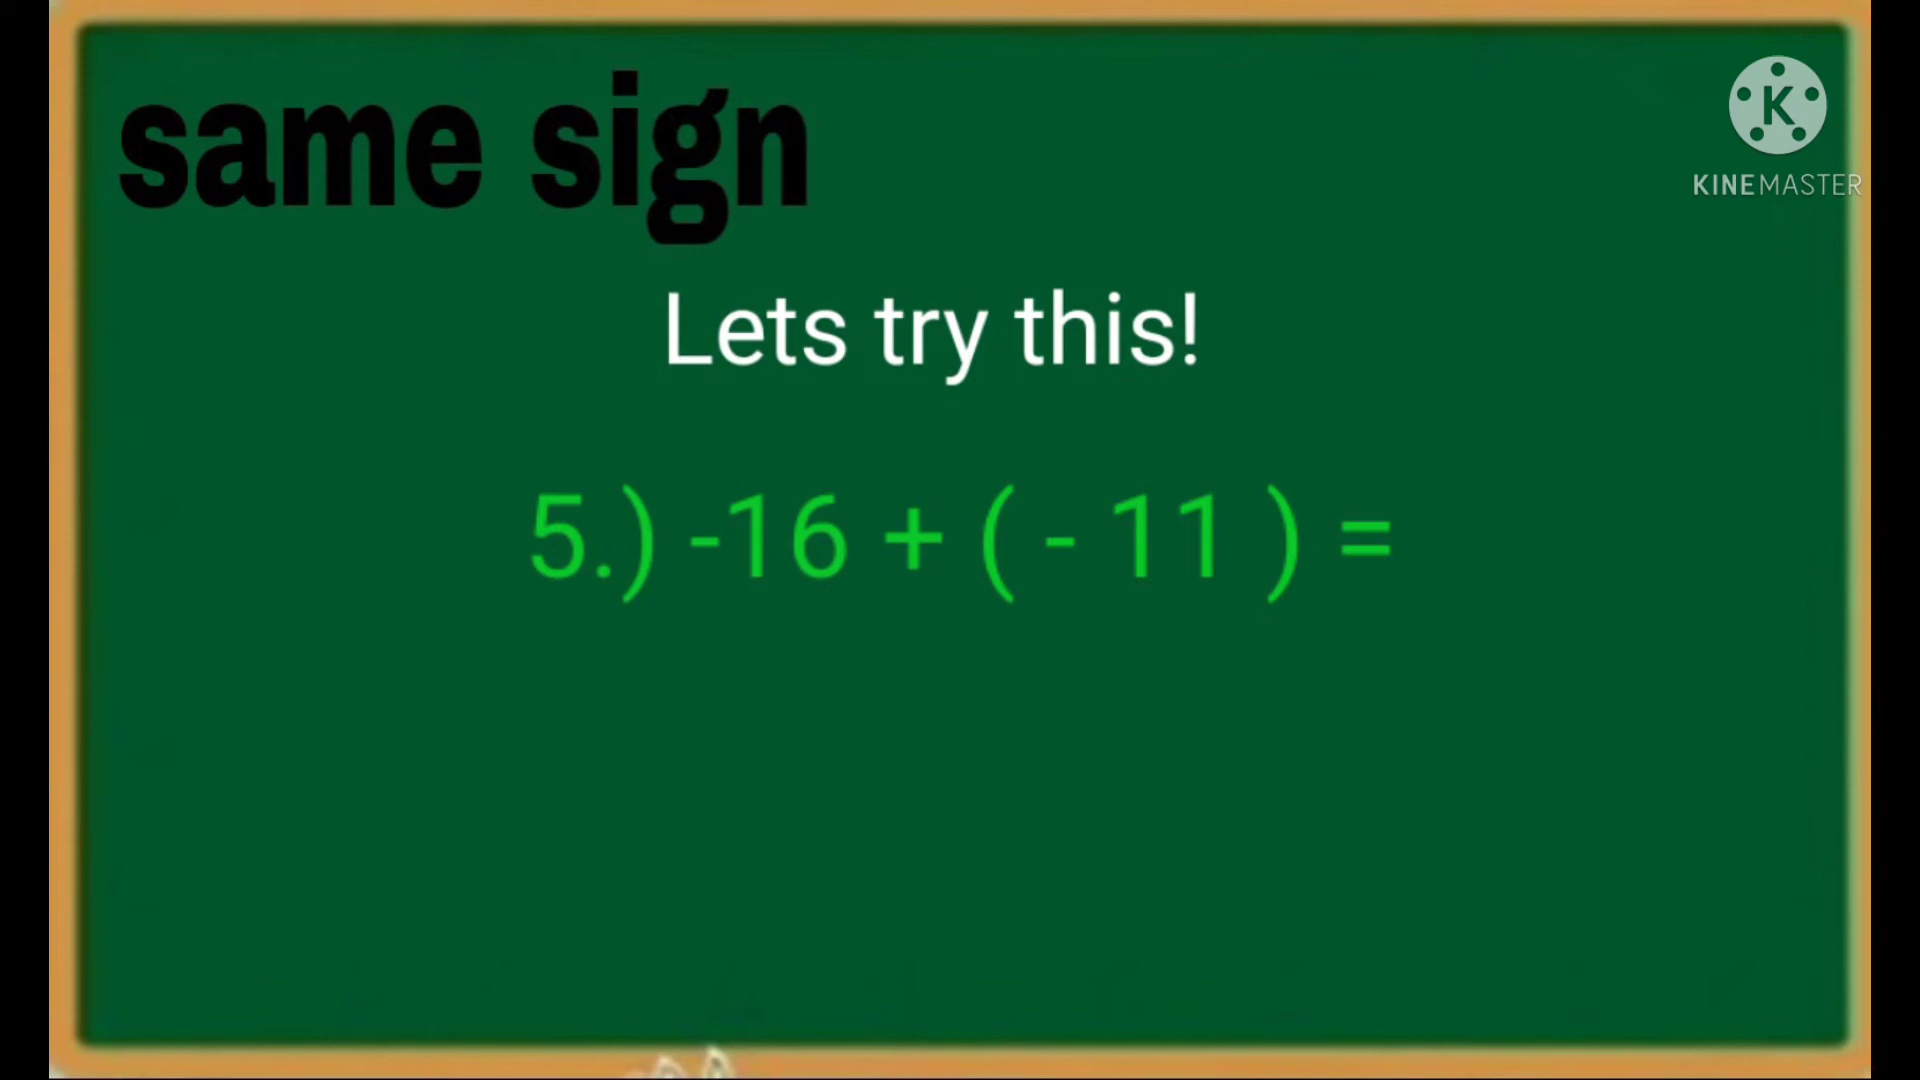 same sign
KINEMASTER
Lets try this!
5.) -16 + ( - 11 ) =